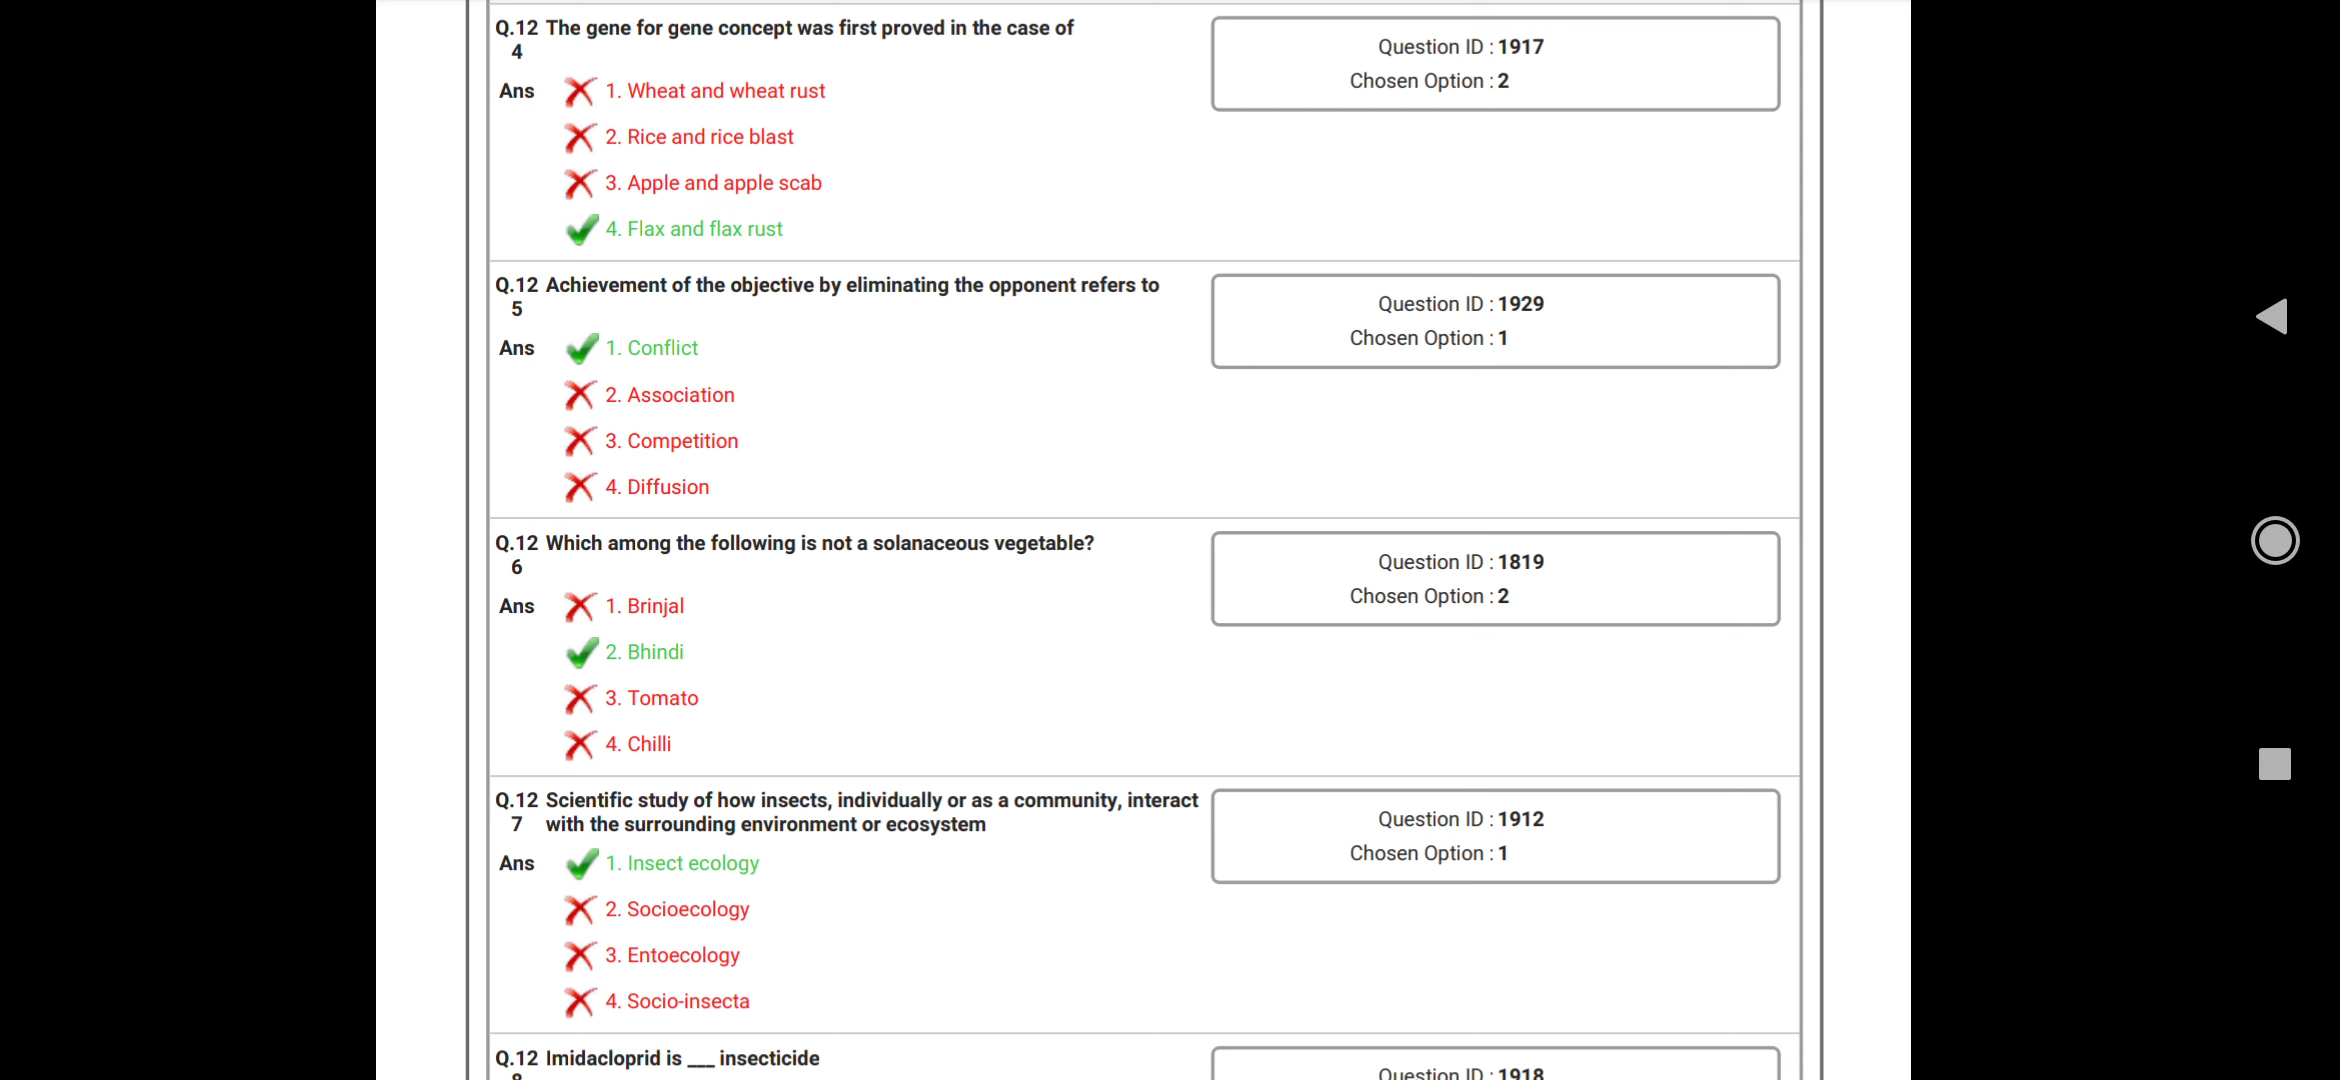 Q.12 The gene for gene concept was first proved in the case of
4
Question ID : 1917
Chosen Option : 2
Ans 1. Wheat and wheat rust
2. Rice and rice blast
3. Apple and apple scab
4. Flax and flax rust
Q.12 Achievement of the objective by eliminating the opponent refers to
5
Question ID : 1929
Chosen Option : 1
Ans 1. Conflict
2. Association
3. Competition
4. Diffusion
Q.12 Which among the following is not a solanaceous vegetable?
6
Question ID : 1819
Chosen Option : 2
Ans 1. Brinjal
2. Bhindi
3. Tomato
4. Chilli
Q.12 Scientific study of how insects, individually or as a community, interact
7 with the surrounding environment or ecosystem
Question ID : 1912
Chosen Option : 1
Ans 1. Insect ecology
2. Socioecology
3. Entoecology
4. Socio-insecta
Q.12 Imidacloprid is ___ insecticide
Question ID : 1918